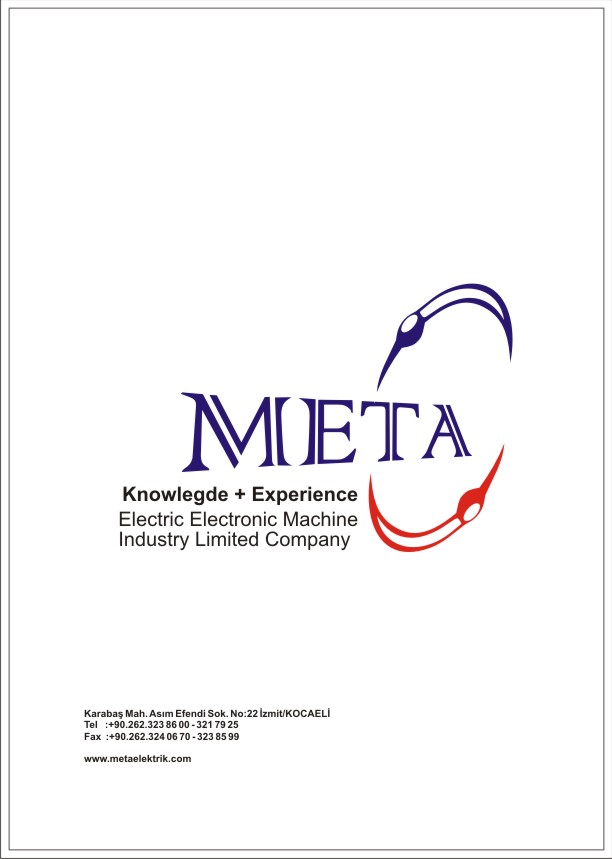 META
Knowlegde + Experience
Electric Electronic Machine
Industry Limited Company
Karabaş Mah. Asım Efendi Sok. No:22 İzmit/KOCAELİ
Tel :+90.262.323 86 00 - 321 79 25
Fax :+90.262.324 06 70 - 323 85 99
www.metaelektrik.com